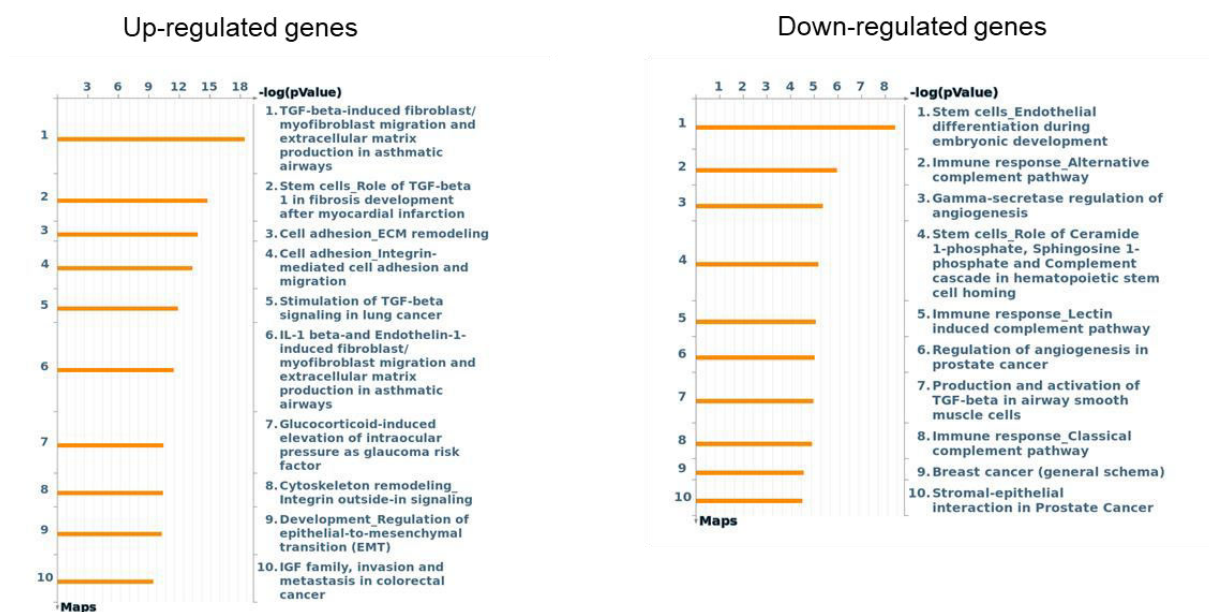 Up-regulated genes
3 6 9 12 15 18 -log(pValue)
1
1. TGF-beta-induced fibroblast/
myofibroblast migration and
extracellular matrix
production in asthmatic
airways
2
2. Stem cells_Role of TGF-beta
1 in fibrosis development
after myocardial infarction
3
3. Cell adhesion_ECM remodeling
4
4. Cell adhesion_Integrin-
mediated cell adhesion and
migration
5
5. Stimulation of TGF-beta
signaling in lung cancer
6
6. IL-1 beta-and Endothelin-1-
induced fibroblast/
myofibroblast migration and
extracellular matrix
production in asthmatic
airways
7
7. Glucocorticoid-induced
elevation of intraocular
pressure as glaucoma risk
factor
8
8. Cytoskeleton remodeling_
Integrin outside-in signaling
9
9. Development_Regulation of
epithelial-to-mesenchymal
transition (EMT)
10
10. IGF family, invasion and
metastasis in colorectal
cancer
Maps
Down-regulated genes
1 2 3 4 5 6 7 8 -log(pValue)
1
1. Stem cells_Endothelial
differentiation during
embryonic development
2
2. Immune response_Alternative
complement pathway
3
3. Gamma-secretase regulation of
angiogenesis
4
4. Stem cells_Role of Ceramide
1-phosphate, Sphingosine 1-
phosphate and Complement
cascade in hematopoietic stem
cell homing
5
5. Immune response_Lectin
induced complement pathway
6
6. Regulation of angiogenesis in
prostate cancer
7
7. Production and activation of
TGF-beta in airway smooth
muscle cells
8
8. Immune response_Classical
complement pathway
9
9. Breast cancer (general schema)
10
10. Stromal-epithelial
interaction in Prostate Cancer
Maps